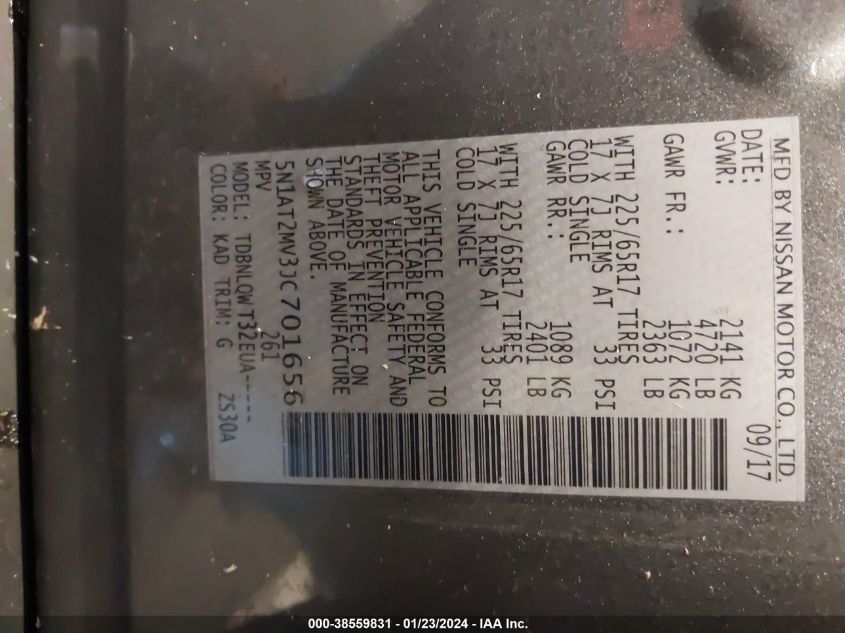 MFD BY NISSAN MOTOR CO., LTD.
DATE: 09/17
GVWR: 2141 KG
4720 LB
GAWR FR.: 1072 KG
2363 LB
WITH 225/65R17 TIRES
17 X 7J RIMS AT 33 PSI
COLD SINGLE
GAWR RR.: 1089 KG
2401 LB
WITH 225/65R17 TIRES
17 X 7J RIMS AT 33 PSI
COLD SINGLE
THIS VEHICLE CONFORMS TO
ALL APPLICABLE FEDERAL
MOTOR VEHICLE SAFETY AND
THEFT PREVENTION
STANDARDS IN EFFECT ON
THE DATE OF MANUFACTURE
SHOWN ABOVE.
5N1AT2MV3JC701656
MPV 261
MODEL: TDBNLQWT32EUA-----
COLOR: KAD TRIM: G ZS30A
000-38559831 - 01/23/2024 - IAA Inc.